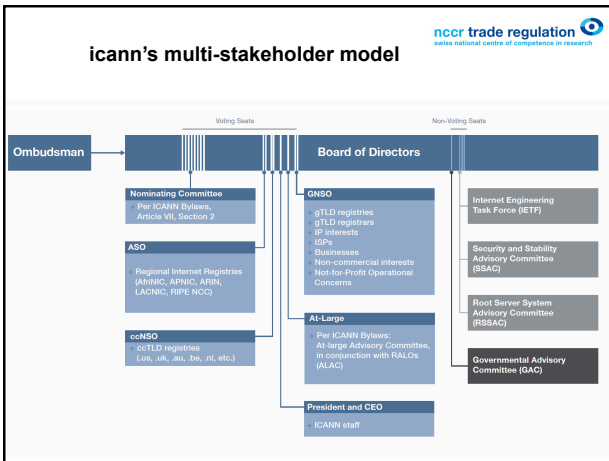 nccr trade regulation
swiss national centre of competence in research
icann's multi-stakeholder model
Voting Seats
Non-Voting Seats
Ombudsman
Board of Directors
Nominating Committee
Per ICANN Bylaws,
Article VII, Section 2
ASO
Regional Internet Registries
(AfriNIC, APNIC, ARIN,
LACNIC, RIPE NCC)
ccNSO
ccTLD registries
(.us, .uk, .au, .be, .nl, etc.)
GNSO
gTLD registries
gTLD registrars
IP interests
ISPs
Businesses
Non-commercial interests
Not-for-Profit Operational
Concerns
At-Large
Per ICANN Bylaws:
At-large Advisory Committee,
in conjunction with RALOs
(ALAC)
President and CEO
ICANN staff
Internet Engineering
Task Force (IETF)
Security and Stability
Advisory Committee
(SSAC)
Root Server System
Advisory Committee
(RSSAC)
Governmental Advisory
Committee (GAC)